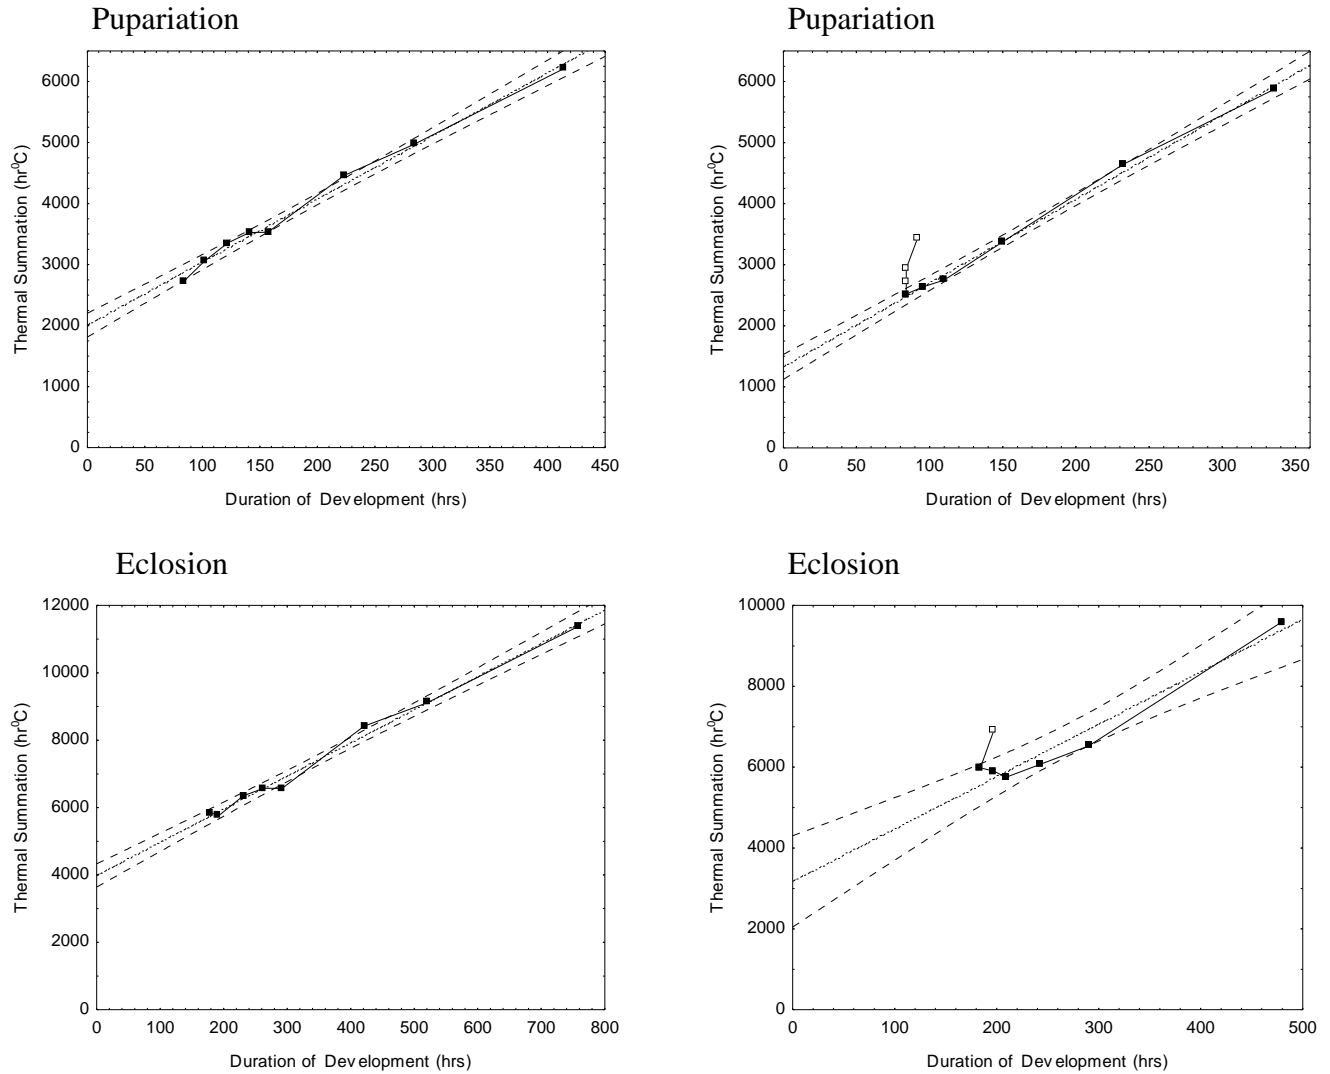 Pupariation
Thermal Summation (hr⁰C)
6000
5000
4000
3000
2000
1000
0
0 50 100 150 200 250 300 350 400 450
Duration of Development (hrs)
Pupariation
Thermal Summation (hr⁰C)
6000
5000
4000
3000
2000
1000
0
0 50 100 150 200 250 300 350
Duration of Development (hrs)
Eclosion
Thermal Summation (hr⁰C)
12000
10000
8000
6000
4000
2000
0
0 100 200 300 400 500 600 700 800
Duration of Development (hrs)
Eclosion
Thermal Summation (hr⁰C)
10000
8000
6000
4000
2000
0
0 100 200 300 400 500
Duration of Development (hrs)